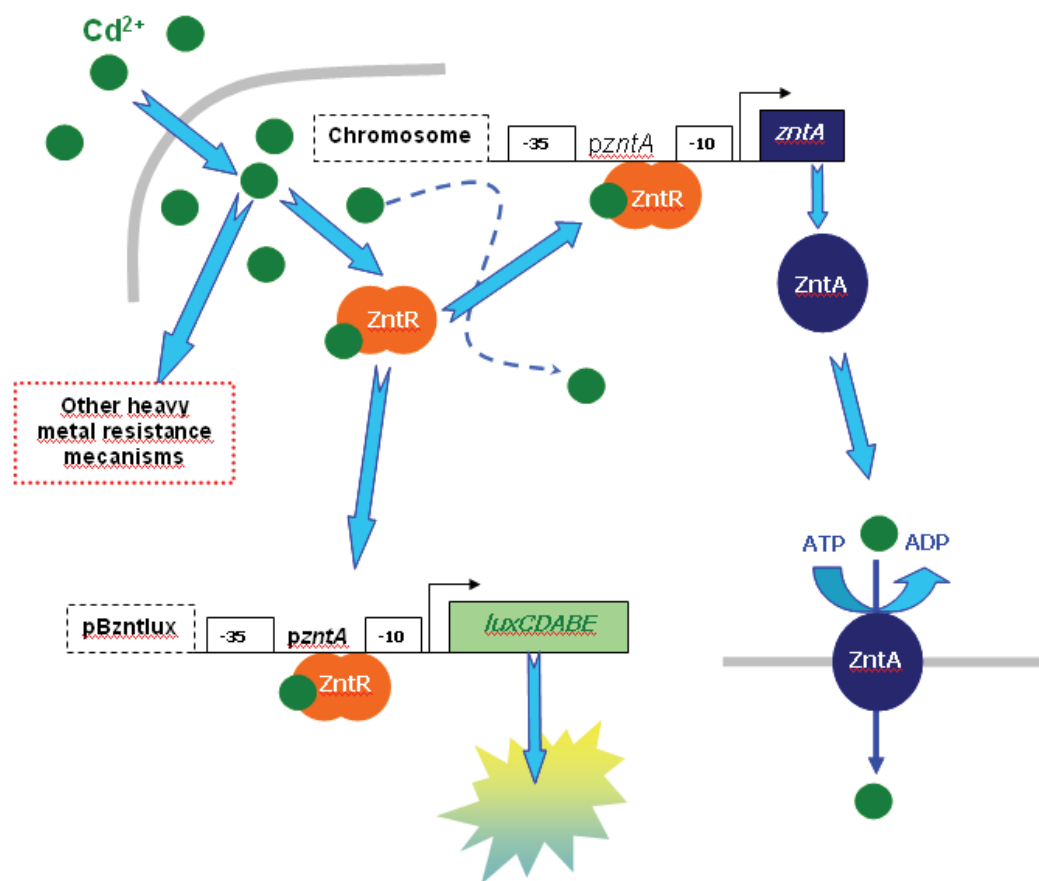 Cd²⁺
Chromosome
-35
pzntA
-10
zntA
ZntR
ZntR
ZntA
Other heavy
metal resistance
mecanisms
ATP
ADP
ZntA
pBzntlux
-35
pzntA
-10
luxCDABE
ZntR